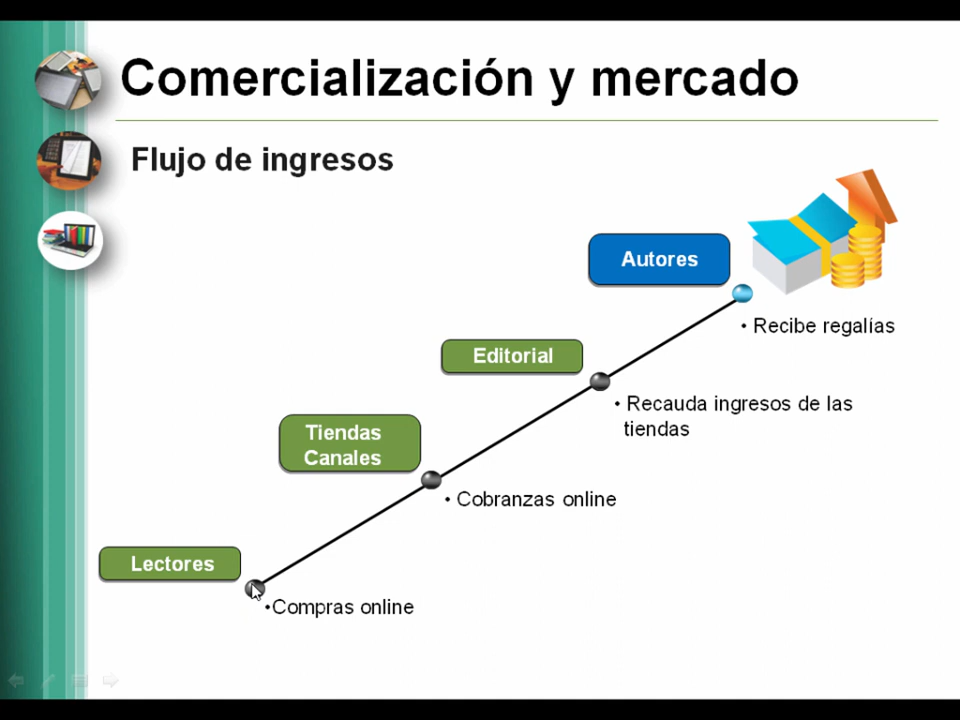 Comercialización y mercado
Flujo de ingresos
Autores
• Recibe regalías
Editorial
• Recauda ingresos de las
tiendas
Tiendas
Canales
• Cobranzas online
Lectores
•Compras online